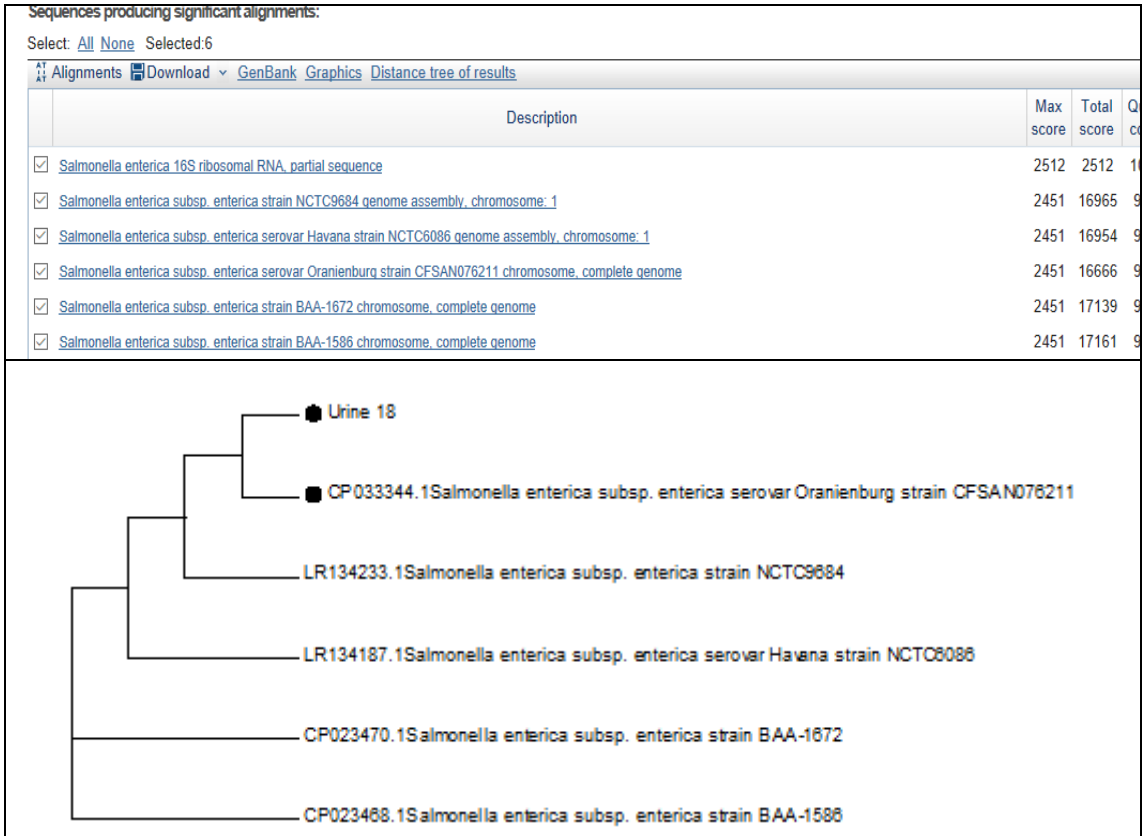 Sequences producing significant alignments:
Select: All None Selected:6
Alignments Download GenBank Graphics Distance tree of results
Description Max score Total score
Salmonella enterica 16S ribosomal RNA, partial sequence 2512 2512
Salmonella enterica subsp. enterica strain NCTC9684 genome assembly, chromosome: 1 2451 16965 9
Salmonella enterica subsp. enterica serovar Havana strain NCTC6086 genome assembly, chromosome: 1 2451 16954 9
Salmonella enterica subsp. enterica serovar Oranienburg strain CFSAN076211 chromosome, complete genome 2451 16666 9
Salmonella enterica subsp. enterica strain BAA-1672 chromosome, complete genome 2451 17139 9
Salmonella enterica subsp. enterica strain BAA-1586 chromosome, complete genome 2451 17161 9
Urine 18
CP033344.1Salmonella enterica subsp. enterica serovar Oranienburg strain CFSAN076211
LR134233.1Salmonella enterica subsp. enterica strain NCTC9684
LR134187.1Salmonella enterica subsp. enterica serovar Havana strain NCTC6086
CP023470.1Salmonella enterica subsp. enterica strain BAA-1672
CP023468.1Salmonella enterica subsp. enterica strain BAA-1586